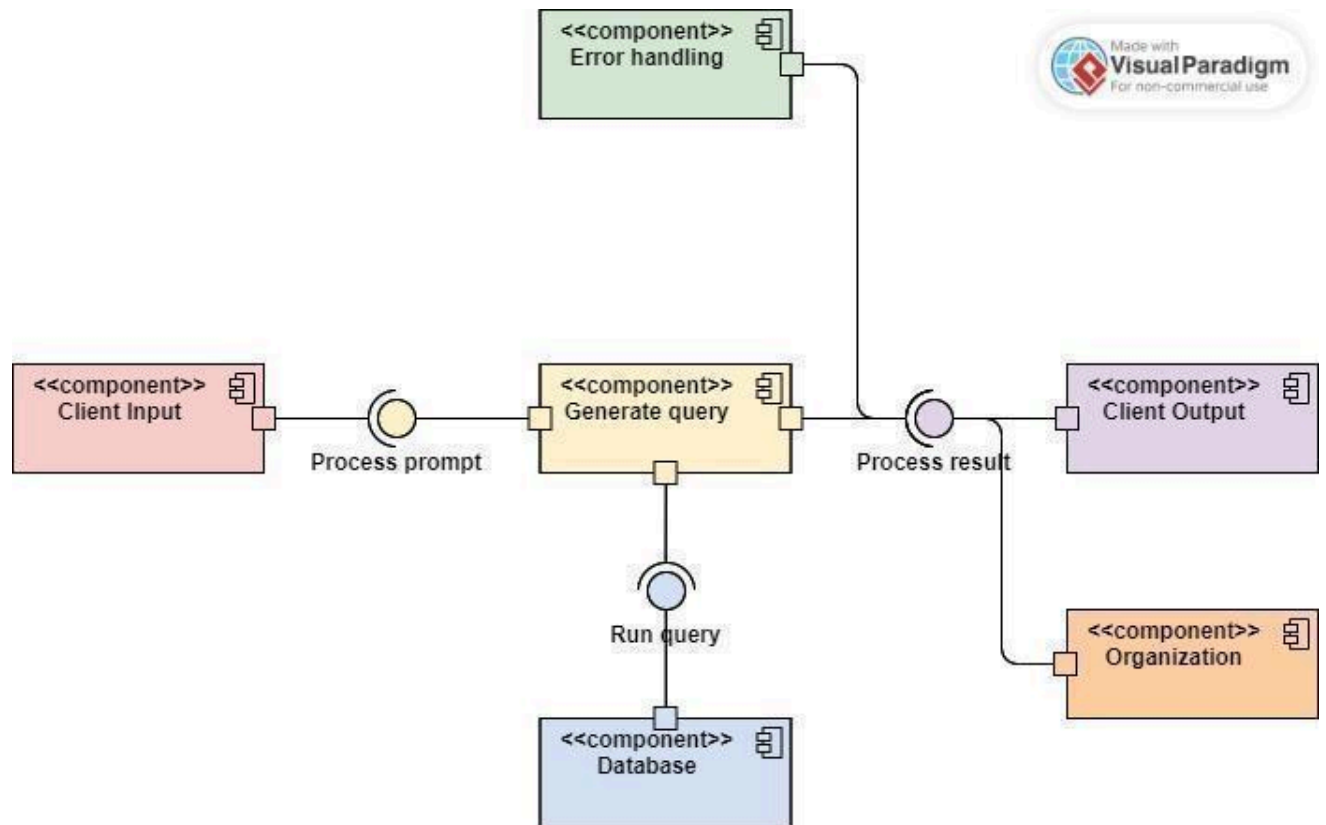 <<component>>
Error handling
Made with
Visual Paradigm
For non-commercial use
<<component>>
Client Input
Process prompt
<<component>>
Generate query
Process result
<<component>>
Client Output
Run query
<<component>>
Organization
<<component>>
Database